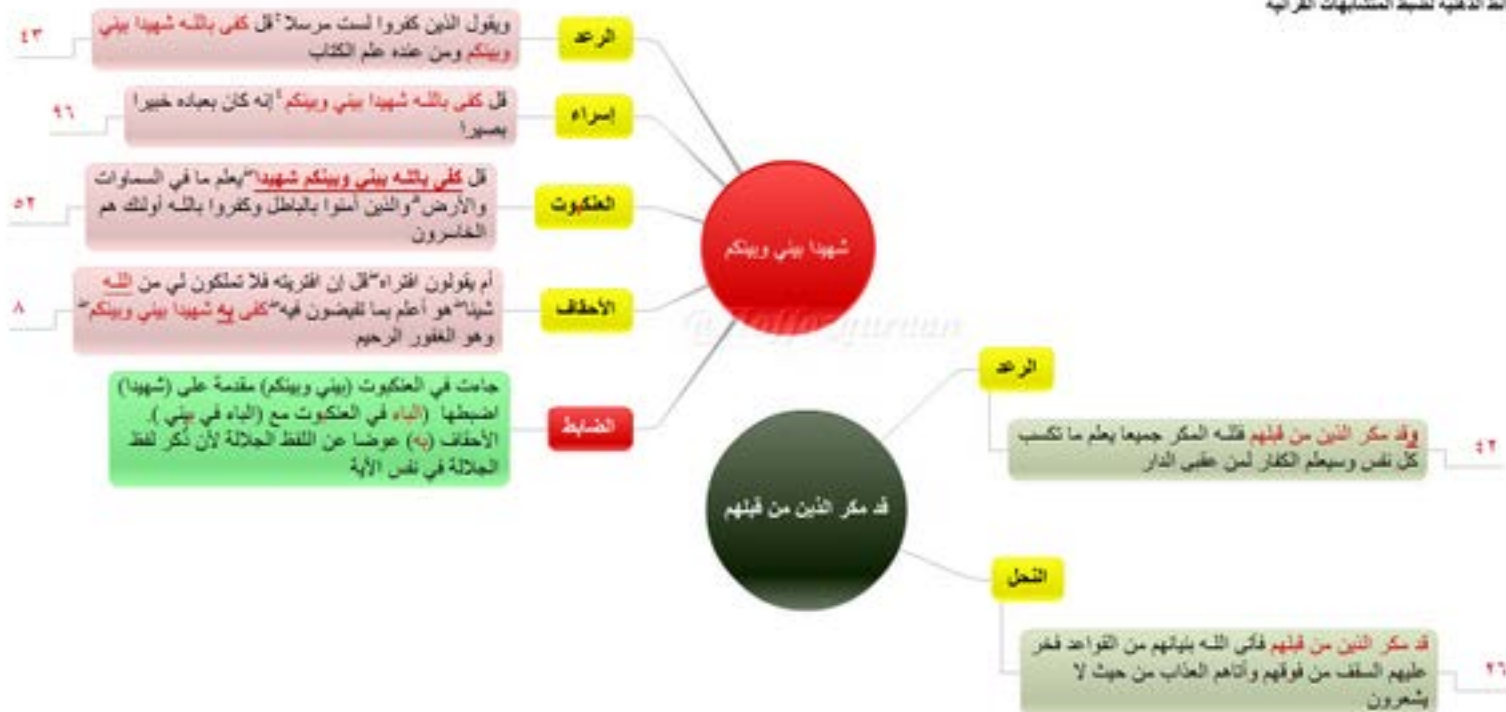 الذهنية لضبط المتشابهات القرآنية
شهيدا بيني وبينكم
الرعد
ويقول الذين كفروا لست مرسلا ۚ قل كفى بالله شهيدا بيني
وبينكم ومن عنده علم الكتاب
٤٣
إسراء
قل كفى بالله شهيدا بيني وبينكم ۚ إنه كان بعباده خبيرا
بصيرا
٩٦
العنكبوت
قل كفى بالله بيني وبينكم شهيدا ۖ يعلم ما في السماوات
والأرض ۗ والذين آمنوا بالباطل وكفروا بالله أولئك هم
الخاسرون
٥٢
الأحقاف
أم يقولون افتراه ۖ قل إن افتريته فلا تملكون لي من الله
شيئا ۖ هو أعلم بما تفيضون فيه ۖ كفى به شهيدا بيني وبينكم ۖ
وهو الغفور الرحيم
٨
الضابط
جاءت في العنكبوت (بيني وبينكم) مقدمة على (شهيدا)
اضبطها (الباء في العنكبوت مع (الباء في بيني ).
الأحقاف (به) عوضا عن اللفظ الجلالة لأن ذكر لفظ
الجلالة في نفس الآية
قد مكر الذين من قبلهم
الرعد
وقد مكر الذين من قبلهم فلله المكر جميعا يعلم ما تكسب
كل نفس وسيعلم الكفار لمن عقبى الدار
٤٢
النحل
قد مكر الذين من قبلهم فأتى الله بنيانهم من القواعد فخر
عليهم السقف من فوقهم وأتاهم العذاب من حيث لا
يشعرون
٢٦